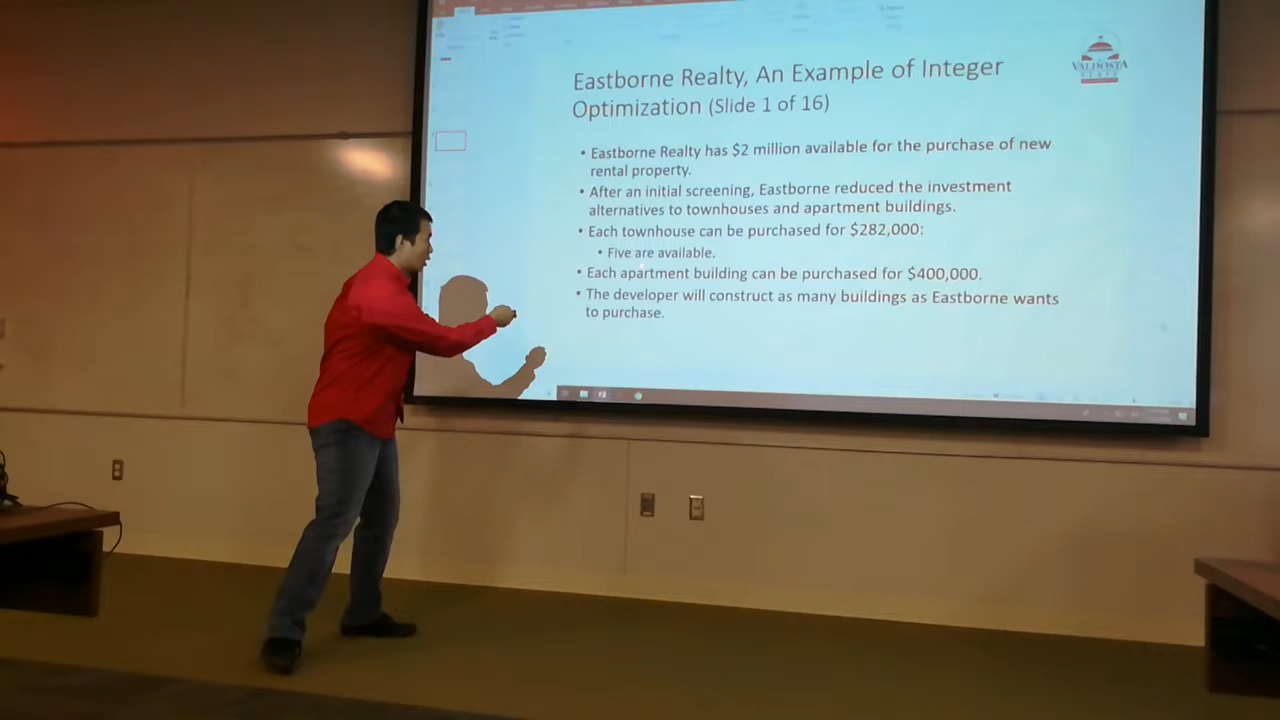 Eastborne Realty, An Example of Integer
Optimization (Slide 1 of 16)
VALDOSTA
STATE
• Eastborne Realty has $2 million available for the purchase of new
rental property.
• After an initial screening, Eastborne reduced the investment
alternatives to townhouses and apartment buildings.
• Each townhouse can be purchased for $282,000:
• Five are available.
• Each apartment building can be purchased for $400,000.
• The developer will construct as many buildings as Eastborne wants
to purchase.